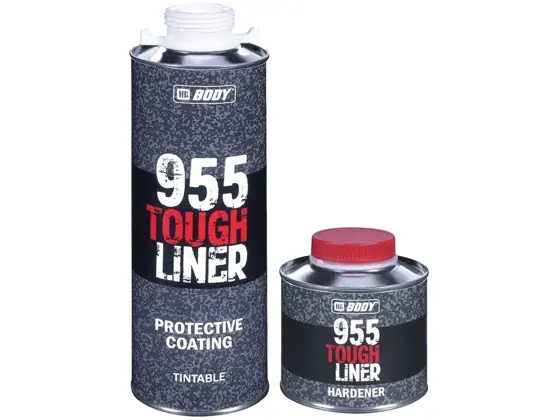 HB BODY
955
TOUGH
LINER
PROTECTIVE
COATING
TINTABLE
HB BODY
955
TOUGH
LINER
HARDENER